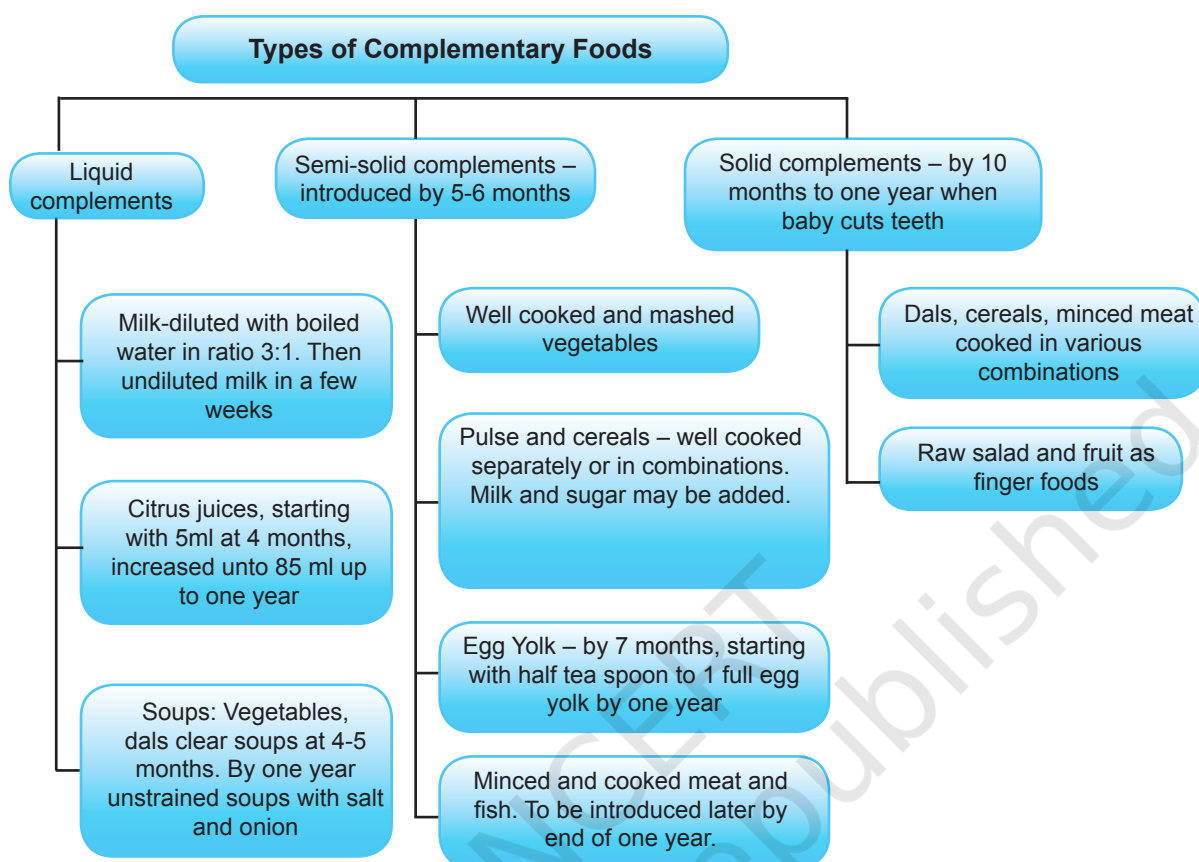 Types of Complementary Foods
Liquid
complements
Milk-diluted with boiled
water in ratio 3:1. Then
undiluted milk in a few
weeks
Citrus juices, starting
with 5ml at 4 months,
increased unto 85 ml up
to one year
Soups: Vegetables,
dals clear soups at 4-5
months. By one year
unstrained soups with salt
and onion
Semi-solid complements –
introduced by 5-6 months
Well cooked and mashed
vegetables
Pulse and cereals – well cooked
separately or in combinations.
Milk and sugar may be added.
Egg Yolk – by 7 months, starting
with half tea spoon to 1 full egg
yolk by one year
Minced and cooked meat and
fish. To be introduced later by
end of one year.
Solid complements – by 10
months to one year when
baby cuts teeth
Dals, cereals, minced meat
cooked in various
combinations
Raw salad and fruit as
finger foods
NCERT
republished